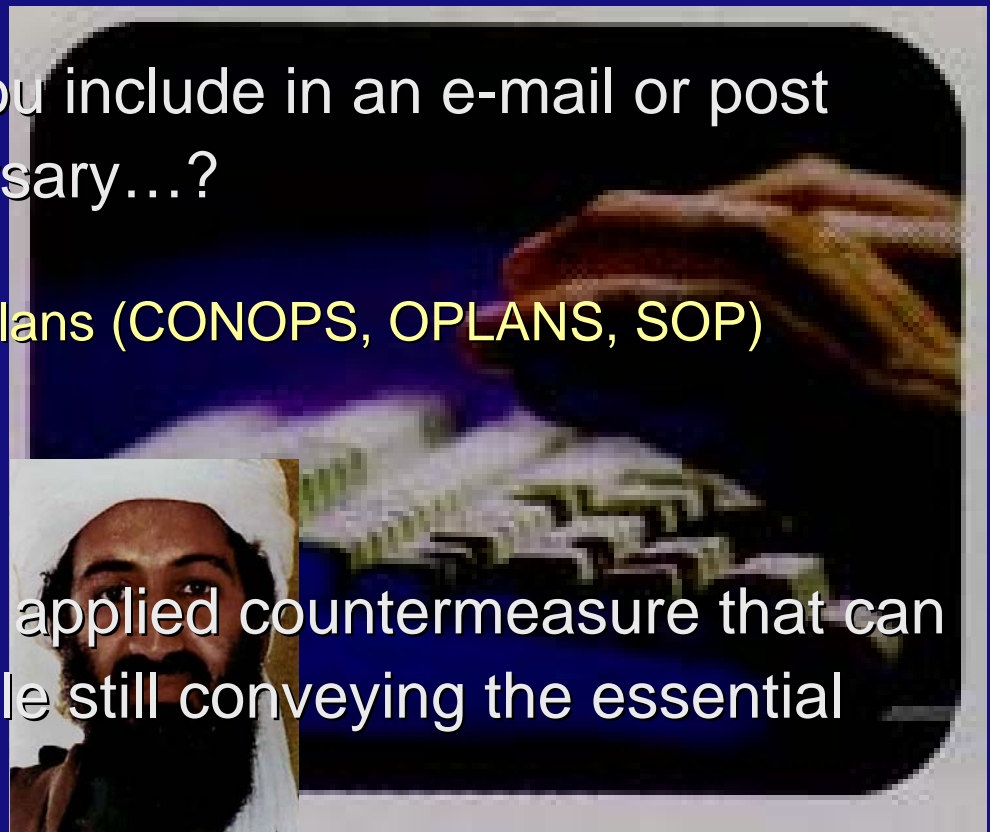 ou include in an e-mail or post
sary…?
lans (CONOPS, OPLANS, SOP)
applied countermeasure that can
le still conveying the essential